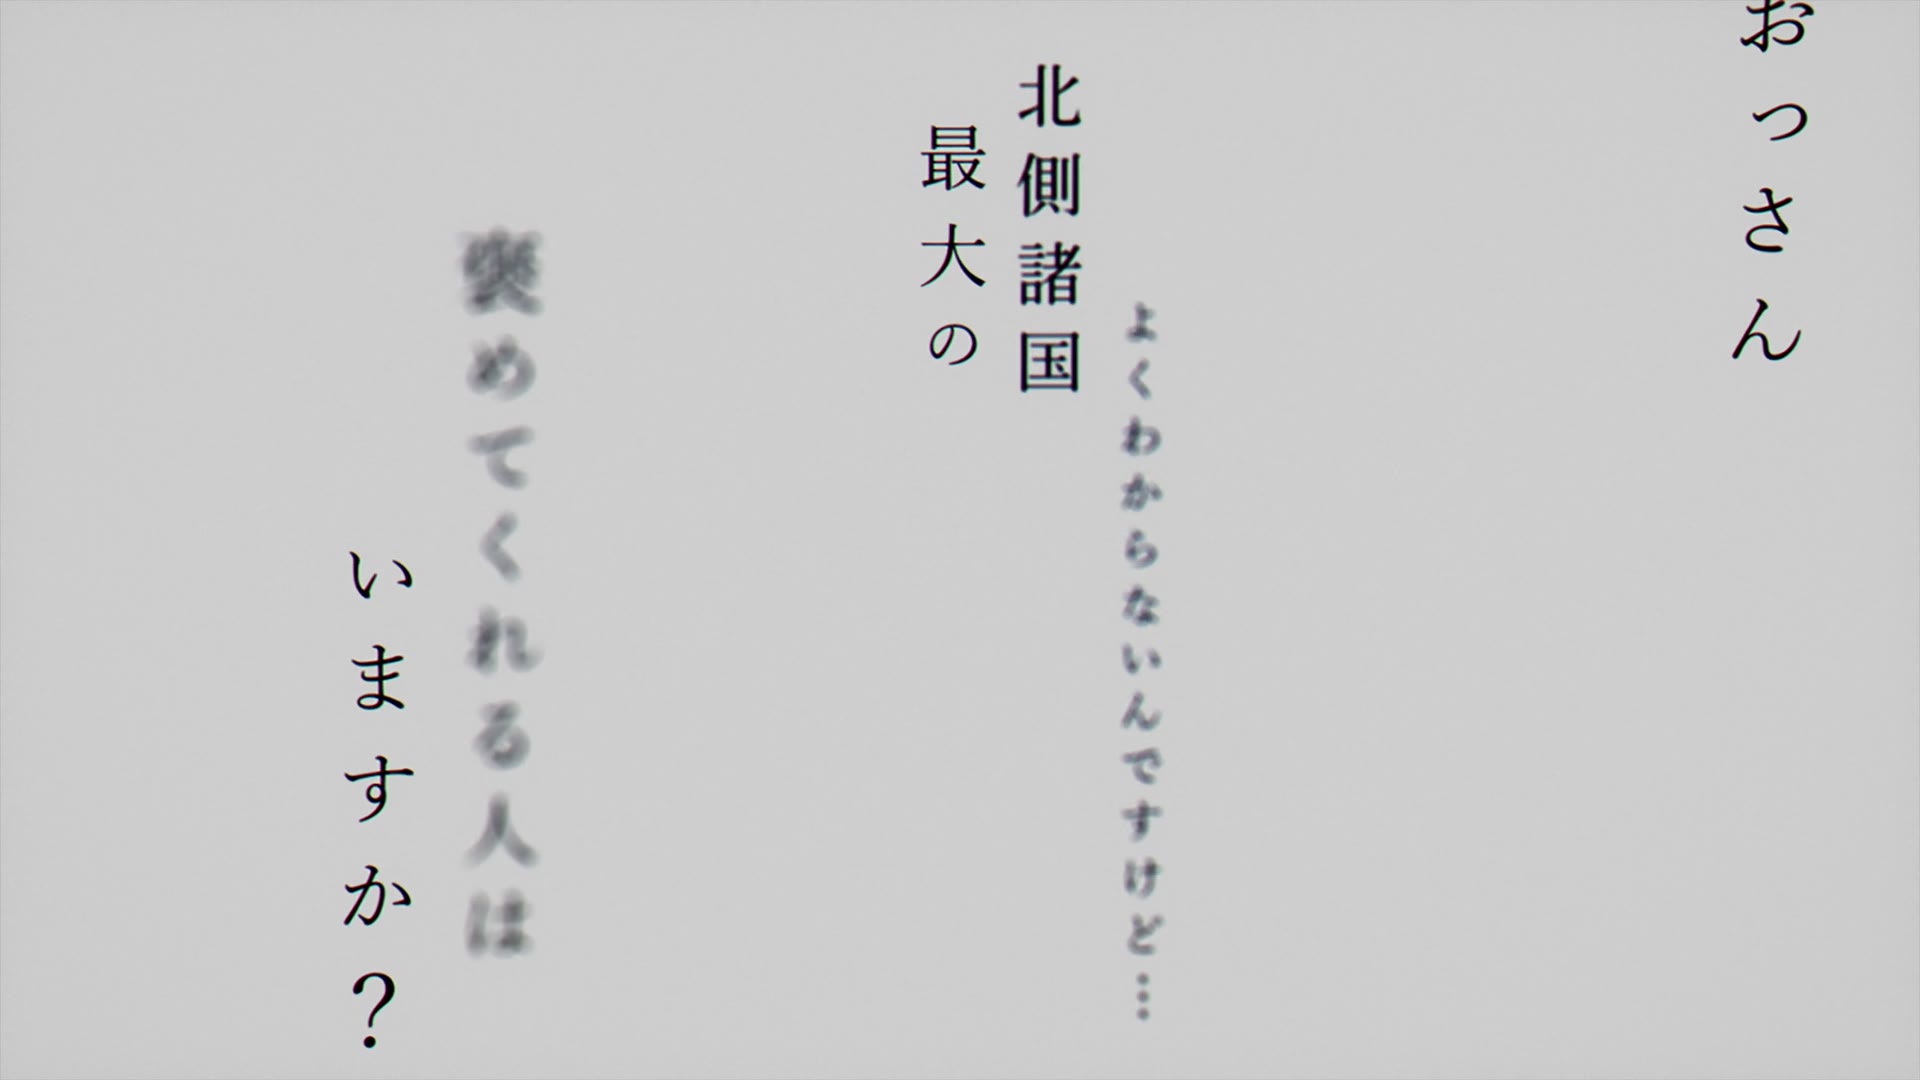 おっさん
よくわからないんですけど…
北側諸国
最大の
褒めてくれる人は
いますか？